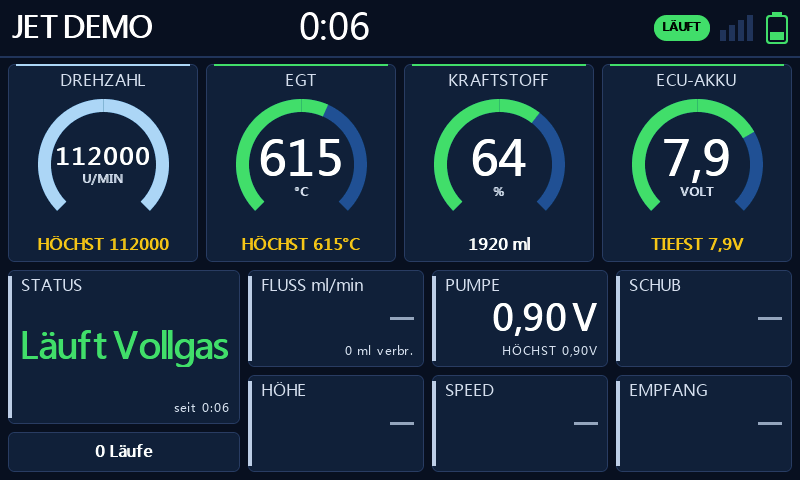 JET DEMO
0:06
LÄUFT
DREHZAHL
112000
U/MIN
HÖCHST 112000
EGT
615
°C
HÖCHST 615°C
KRAFTSTOFF
64
%
1920 ml
ECU-AKKU
7,9
VOLT
TIEFST 7,9V
STATUS
Läuft Vollgas
seit 0:06
0 Läufe
FLUSS ml/min
—
0 ml verbr.
PUMPE
0,90 V
HÖCHST 0,90V
SCHUB
—
HÖHE
—
SPEED
—
EMPFANG
—